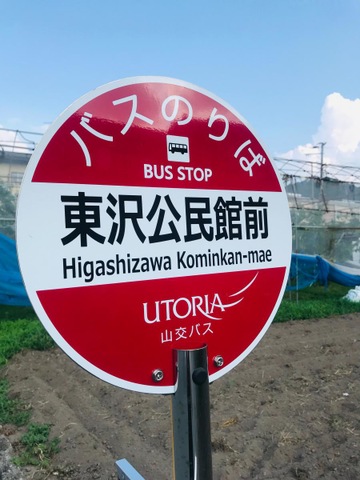 バスのりば
BUS STOP
東沢公民館前
Higashizawa Kominkan-mae
UTORIA
山交バス